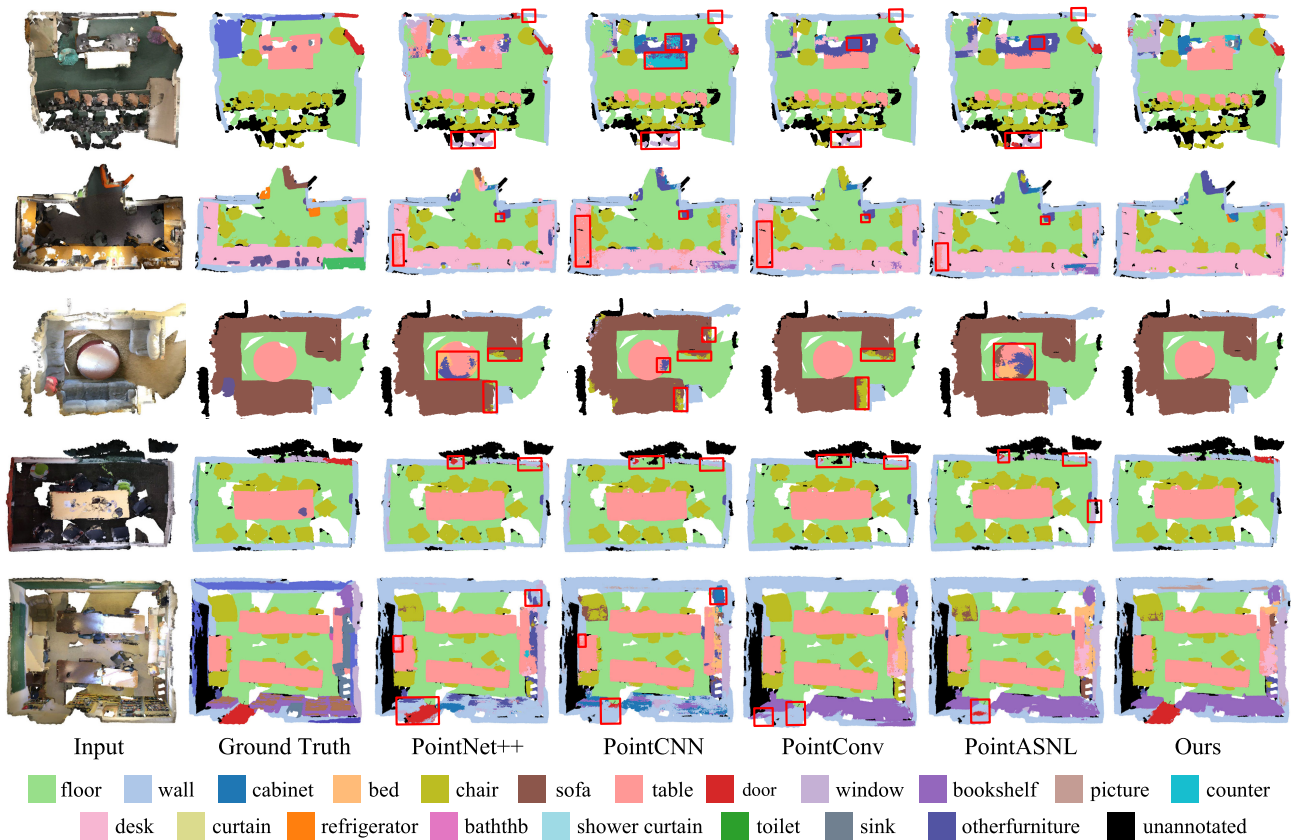 Input Ground Truth PointNet++ PointCNN PointConv PointASNL Ours
floor wall cabinet bed chair sofa table door window bookshelf picture counter
desk curtain refrigerator baththb shower curtain toilet sink otherfurniture unannotated